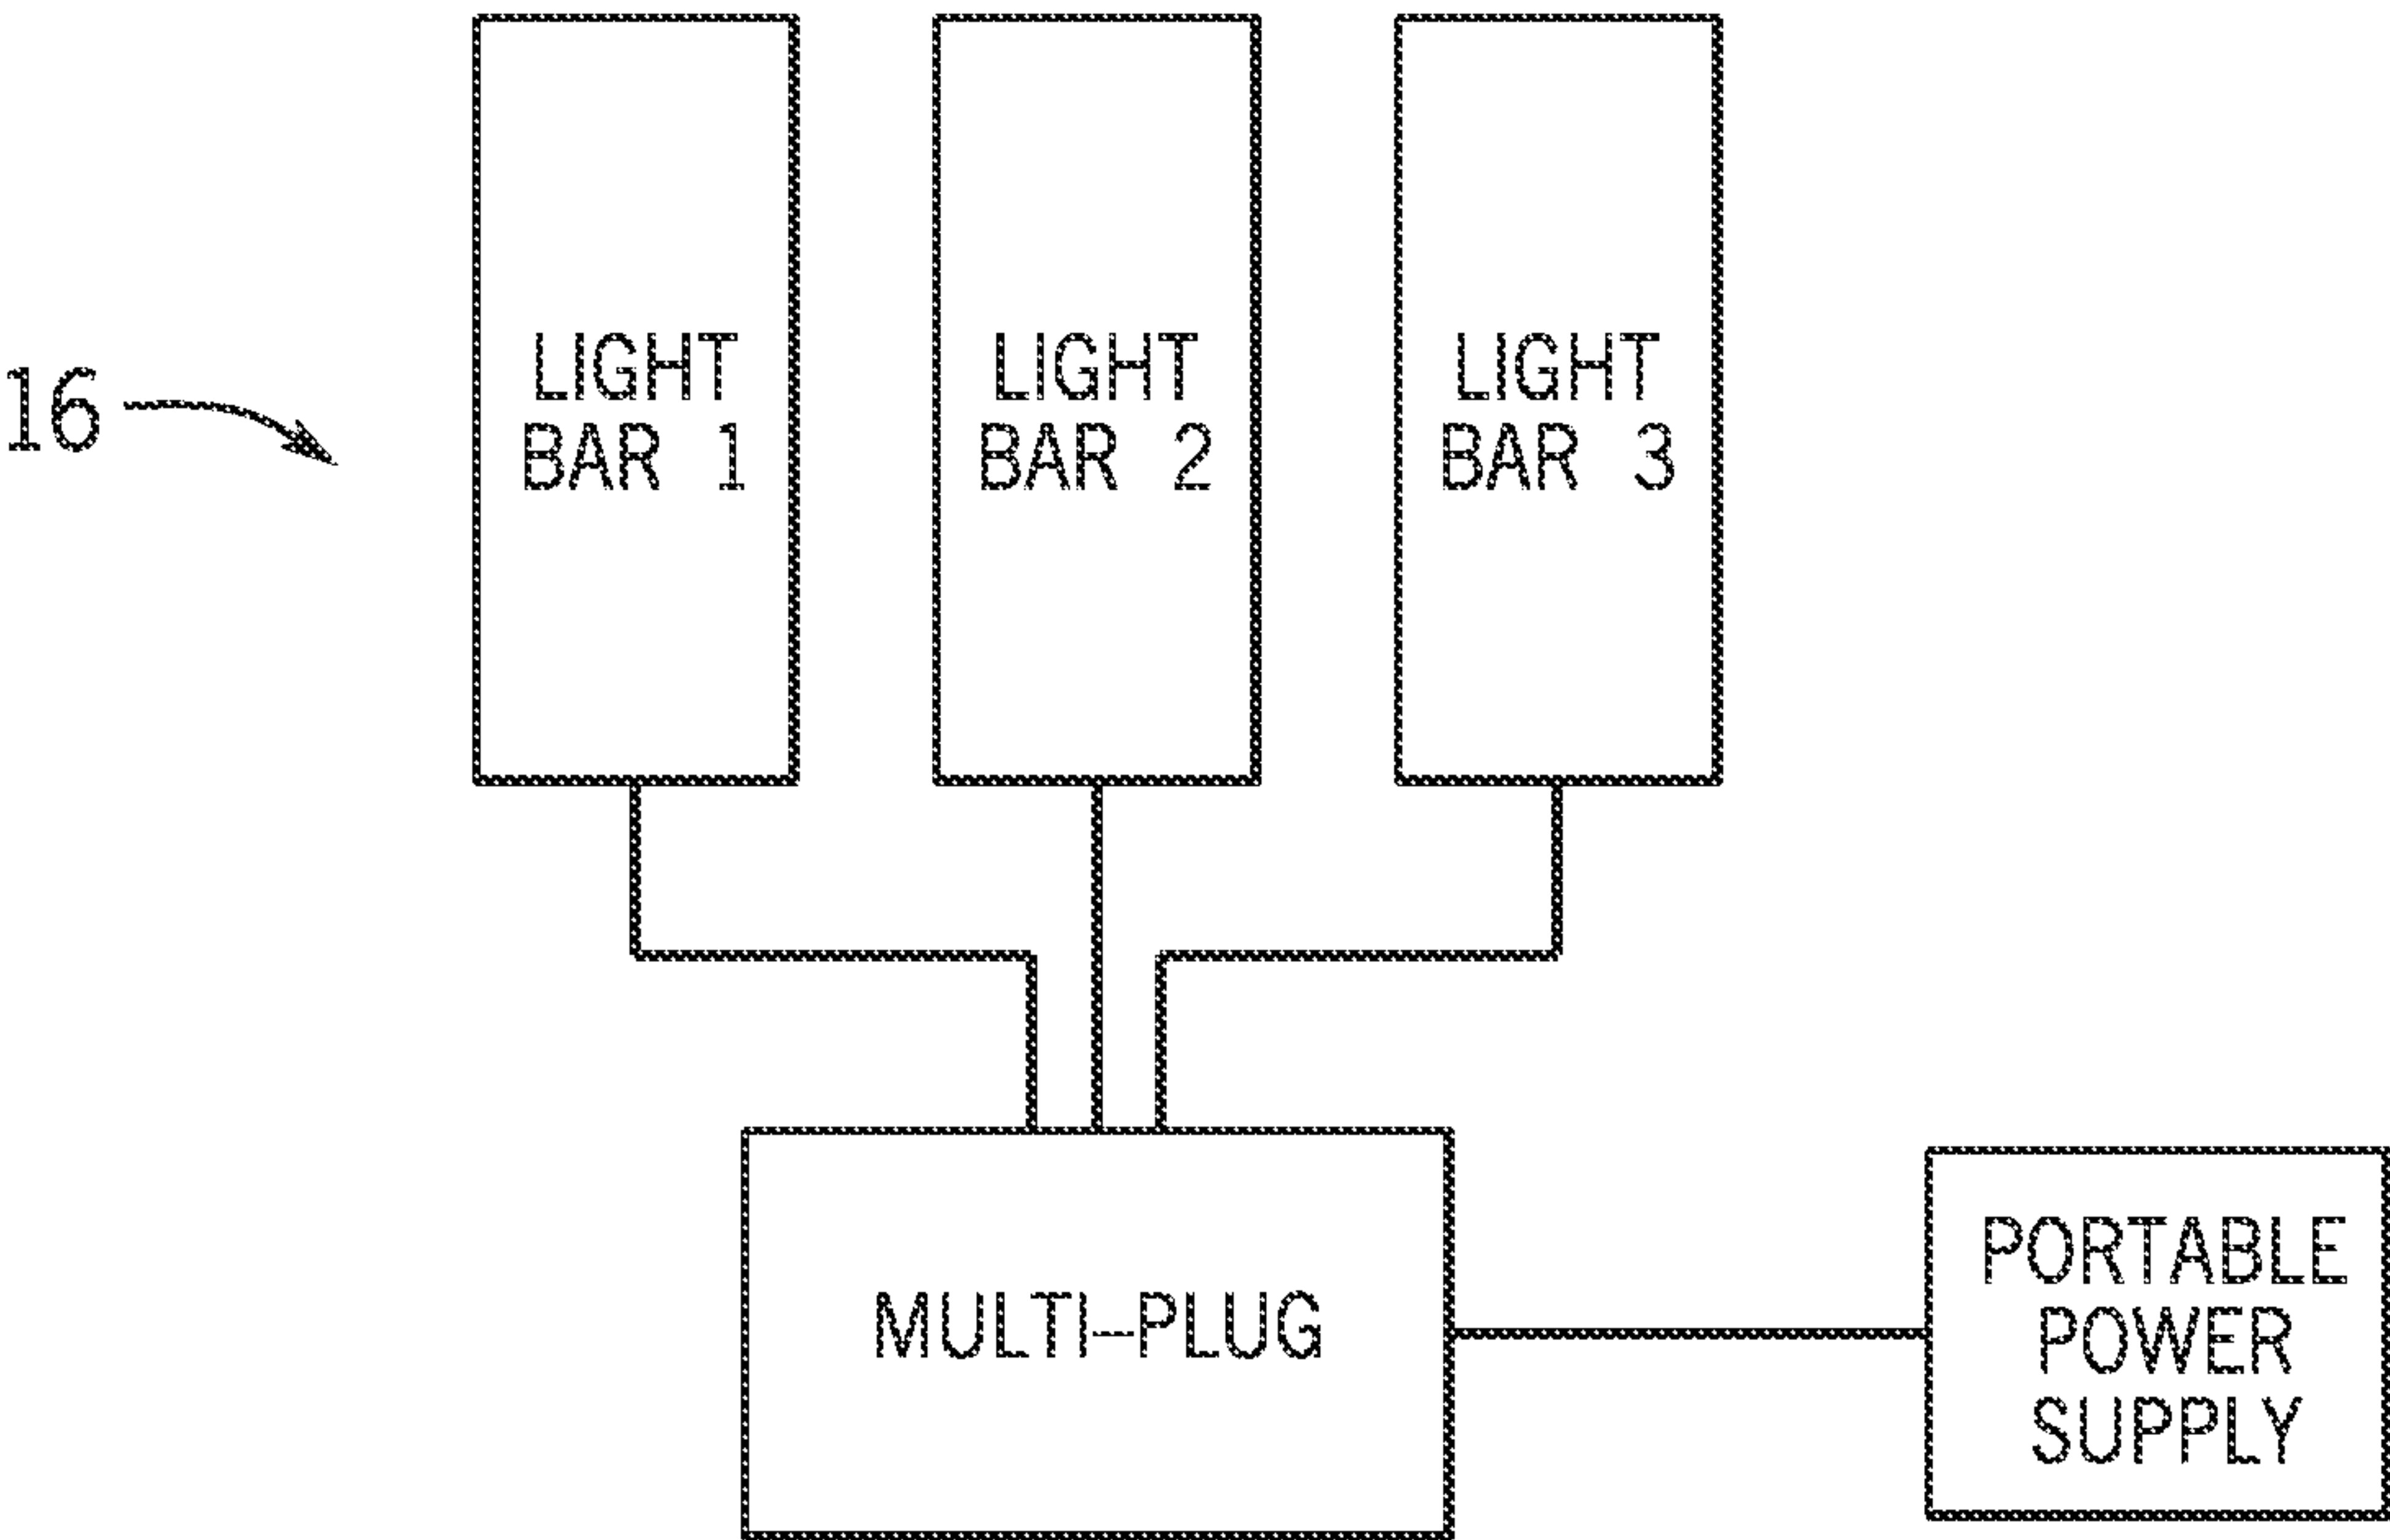 16
LIGHT
BAR 1
LIGHT
BAR 2
LIGHT
BAR 3
MULTI-PLUG
PORTABLE
POWER
SUPPLY